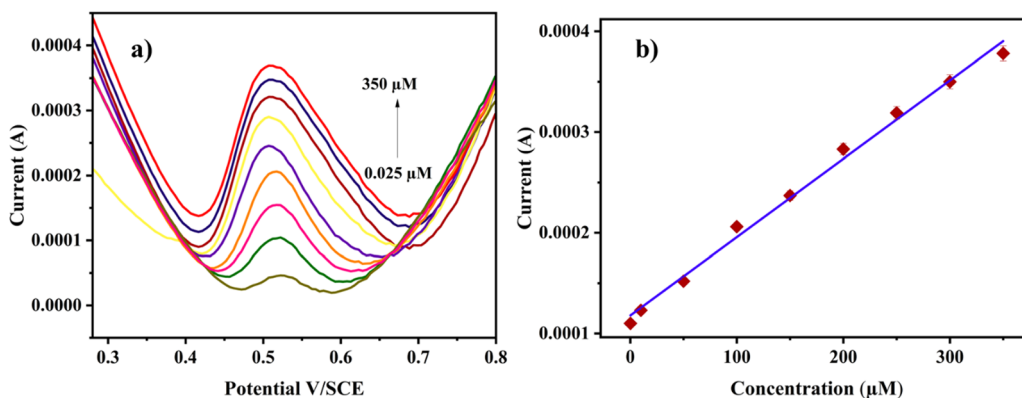 a)
350 µM
0.025 µM
Current (A)
0.0004
0.0003
0.0002
0.0001
0.0000
0.3 0.4 0.5 0.6 0.7 0.8
Potential V/SCE
b)
Current (A)
0.0004
0.0003
0.0002
0.0001
0 100 200 300
Concentration (µM)